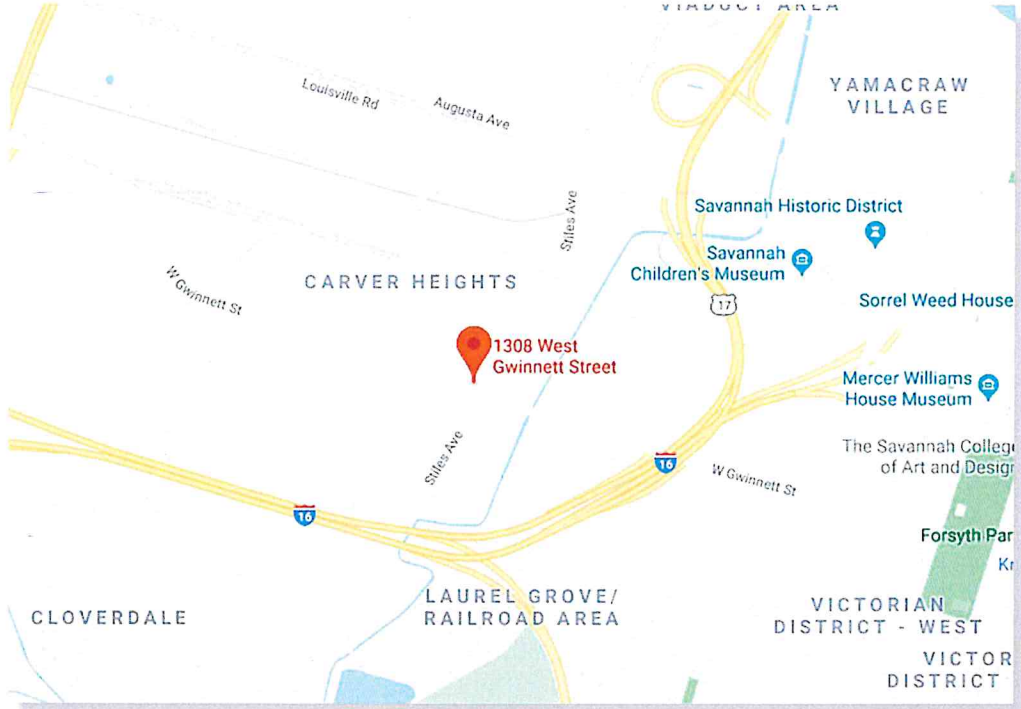 VIADUCT AREA
YAMACRAW
VILLAGE
Louisville Rd
Augusta Ave
Stiles Ave
Savannah Historic District
Savannah
Children's Museum
W Gwinnett St
CARVER HEIGHTS
17
Sorrel Weed House
1308 West
Gwinnett Street
Mercer Williams
House Museum
Stiles Ave
The Savannah College
of Art and Design
16
W Gwinnett St
16
Forsyth Par
Kr
LAUREL GROVE/
RAILROAD AREA
CLOVERDALE
VICTORIAN
DISTRICT - WEST
VICTOR
DISTRICT